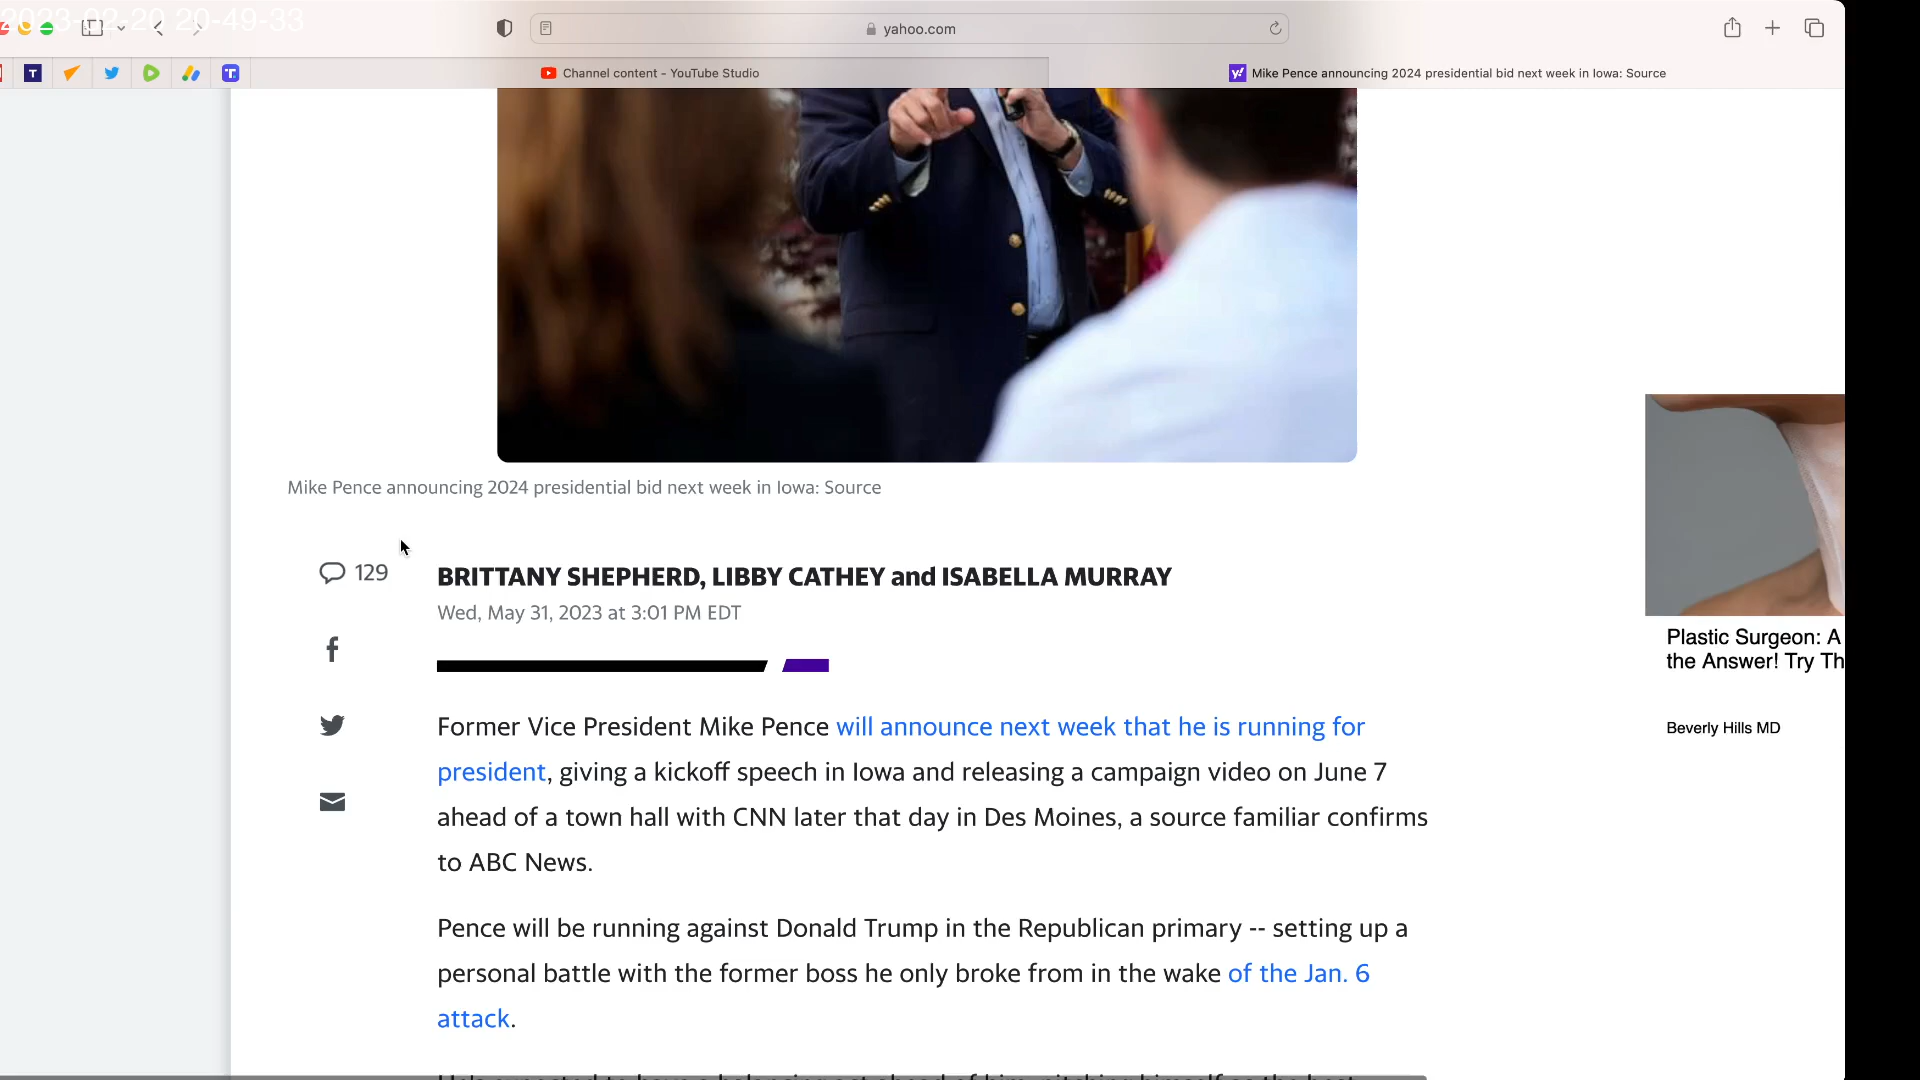 2023-02-20 20-49-33
yahoo.com
T
T
Channel content - YouTube Studio
y!
Mike Pence announcing 2024 presidential bid next week in Iowa: Source
Mike Pence announcing 2024 presidential bid next week in Iowa: Source
129
BRITTANY SHEPHERD, LIBBY CATHEY and ISABELLA MURRAY
Wed, May 31, 2023 at 3:01 PM EDT
Former Vice President Mike Pence will announce next week that he is running for
president, giving a kickoff speech in Iowa and releasing a campaign video on June 7
ahead of a town hall with CNN later that day in Des Moines, a source familiar confirms
to ABC News.
Pence will be running against Donald Trump in the Republican primary -- setting up a
personal battle with the former boss he only broke from in the wake of the Jan. 6
attack.
Plastic Surgeon: A
the Answer! Try Th
Beverly Hills MD